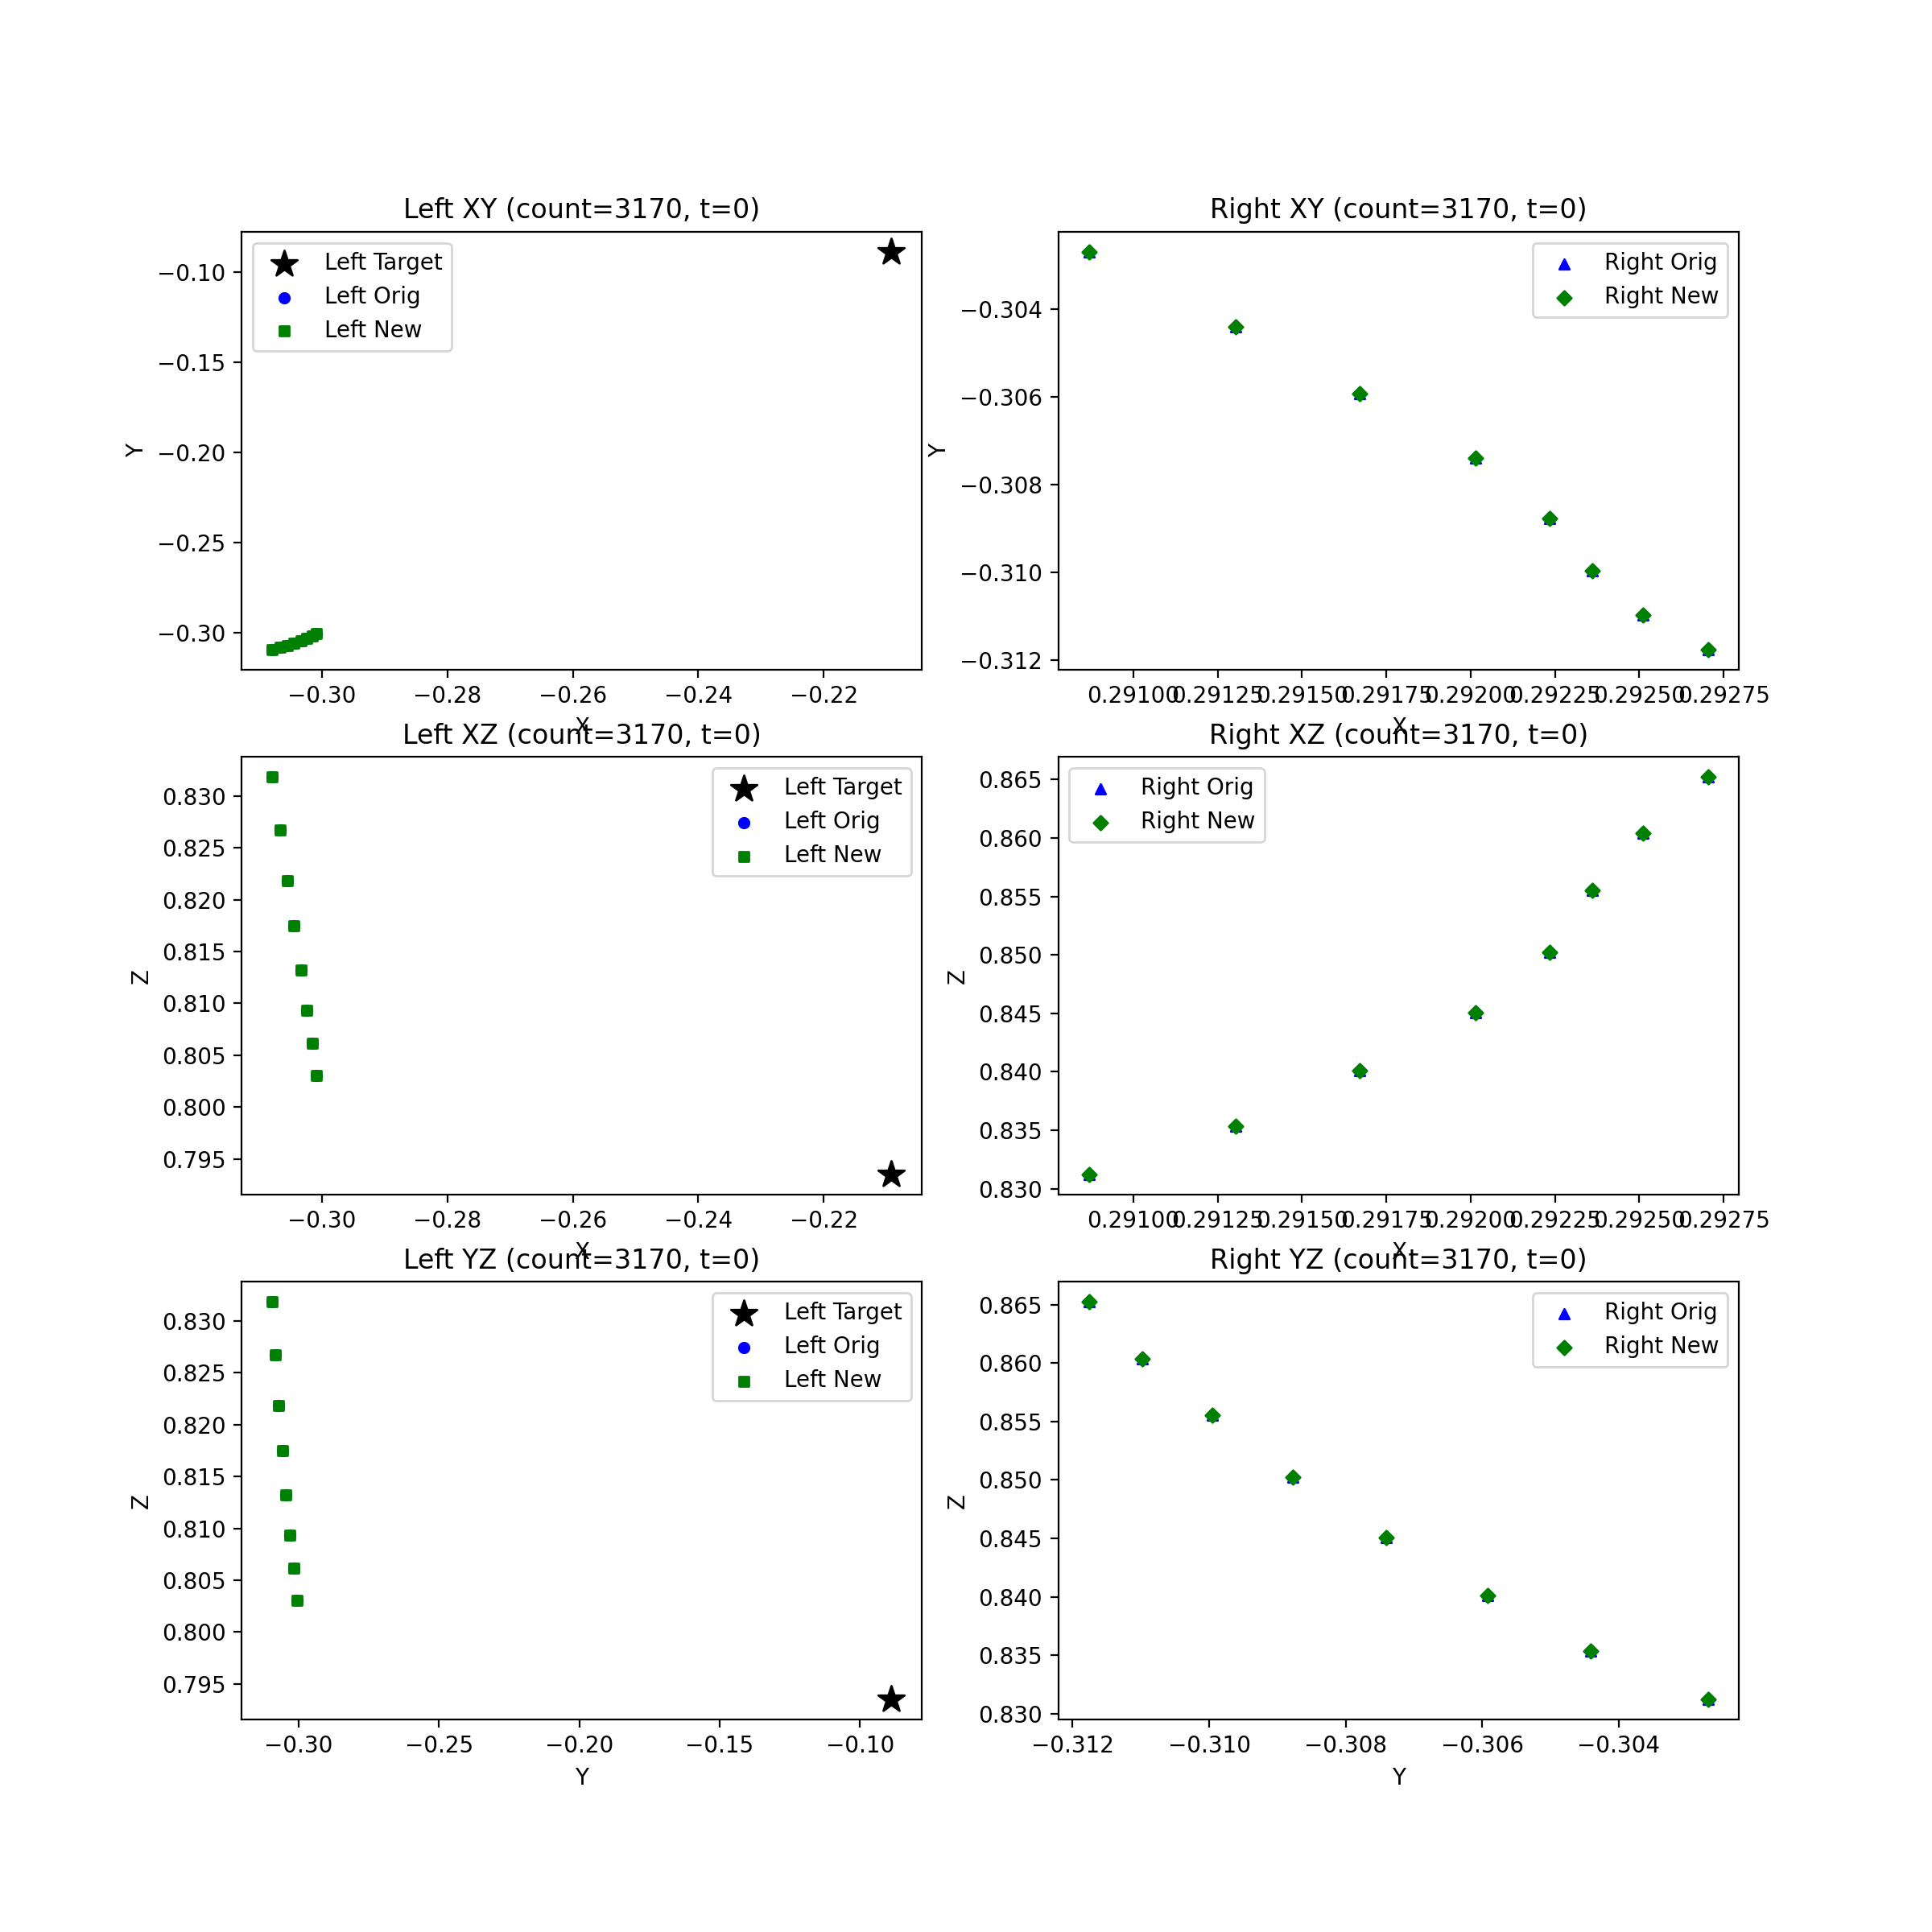 Left XY (count=3170, t=0)
Left Target
Left Orig
Left New
−0.10
−0.15
−0.20
−0.25
−0.30
Y
−0.30 −0.28 −0.26 −0.24 −0.22
X
Right XY (count=3170, t=0)
Right Orig
Right New
−0.304
−0.306
−0.308
−0.310
−0.312
Y
0.29100 0.29125 0.29150 0.29175 0.29200 0.29225 0.29250 0.29275
X
Left XZ (count=3170, t=0)
Left Target
Left Orig
Left New
0.830
0.825
0.820
0.815
0.810
0.805
0.800
0.795
Z
−0.30 −0.28 −0.26 −0.24 −0.22
X
Right XZ (count=3170, t=0)
Right Orig
Right New
0.865
0.860
0.855
0.850
0.845
0.840
0.835
0.830
Z
0.29100 0.29125 0.29150 0.29175 0.29200 0.29225 0.29250 0.29275
X
Left YZ (count=3170, t=0)
Left Target
Left Orig
Left New
0.830
0.825
0.820
0.815
0.810
0.805
0.800
0.795
Z
−0.30 −0.25 −0.20 −0.15 −0.10
Y
Right YZ (count=3170, t=0)
Right Orig
Right New
0.865
0.860
0.855
0.850
0.845
0.840
0.835
0.830
Z
−0.312 −0.310 −0.308 −0.306 −0.304
Y